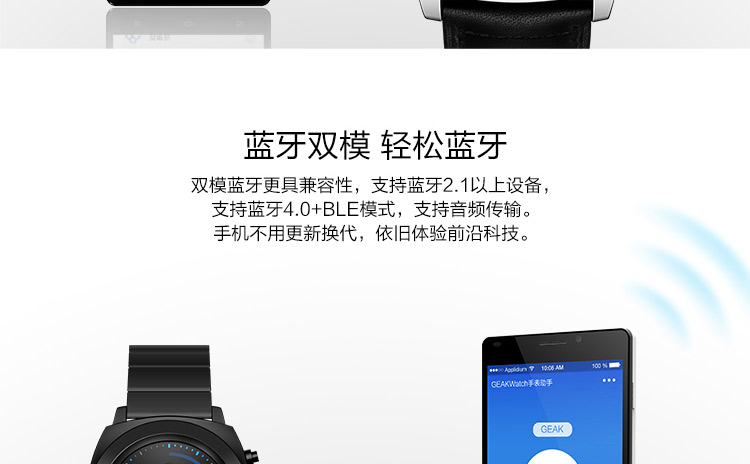 蓝牙双模 轻松蓝牙
双模蓝牙更具兼容性，支持蓝牙2.1以上设备，
支持蓝牙4.0+BLE模式，支持音频传输。
手机不用更新换代，依旧体验前沿科技。
Applidium 10:06 AM 100 %
GEAKWatch手表助手
GEAK